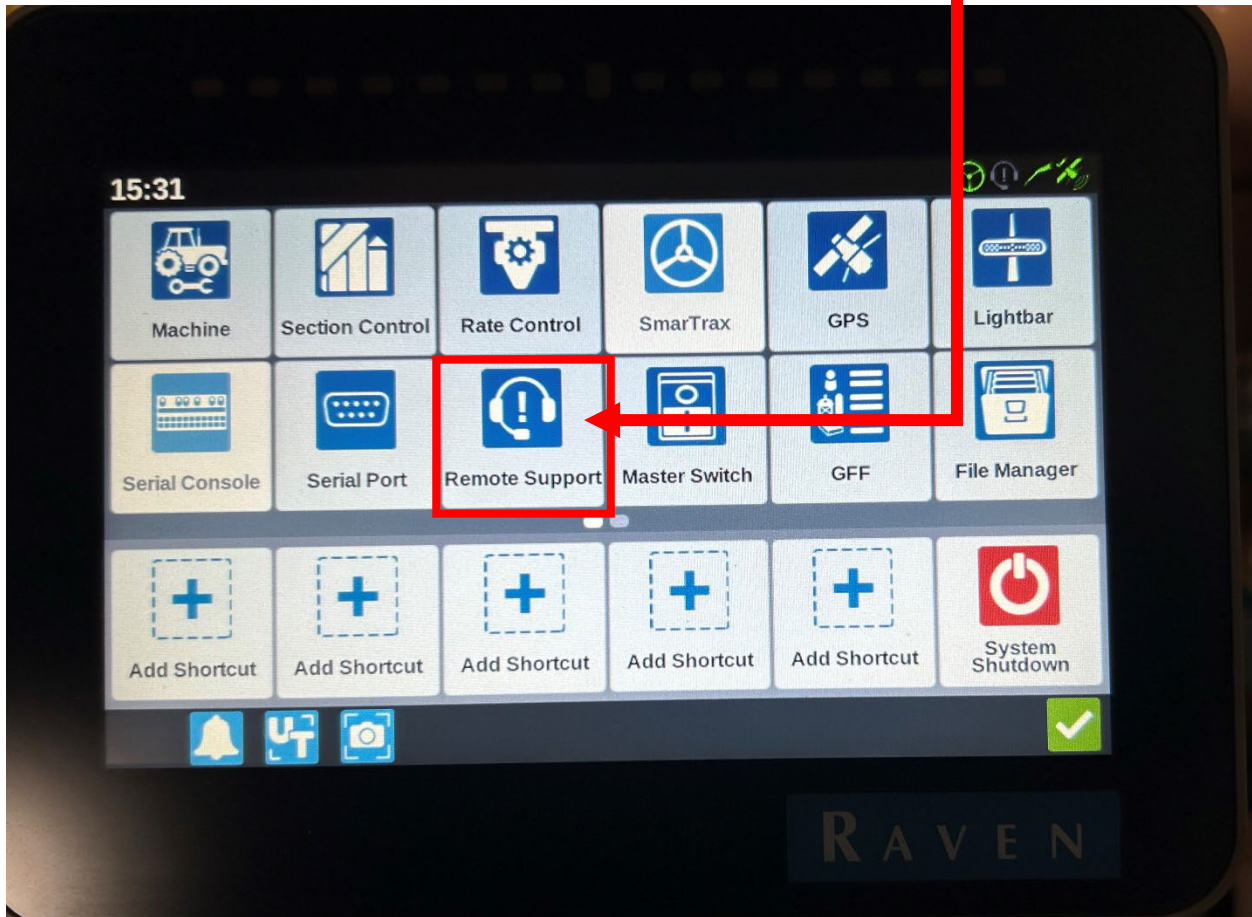 15:31
Machine
Section Control
Rate Control
SmarTrax
GPS
Lightbar
Serial Console
Serial Port
Remote Support
Master Switch
GFF
File Manager
Add Shortcut
Add Shortcut
Add Shortcut
Add Shortcut
Add Shortcut
System
Shutdown
UT
RAVEN